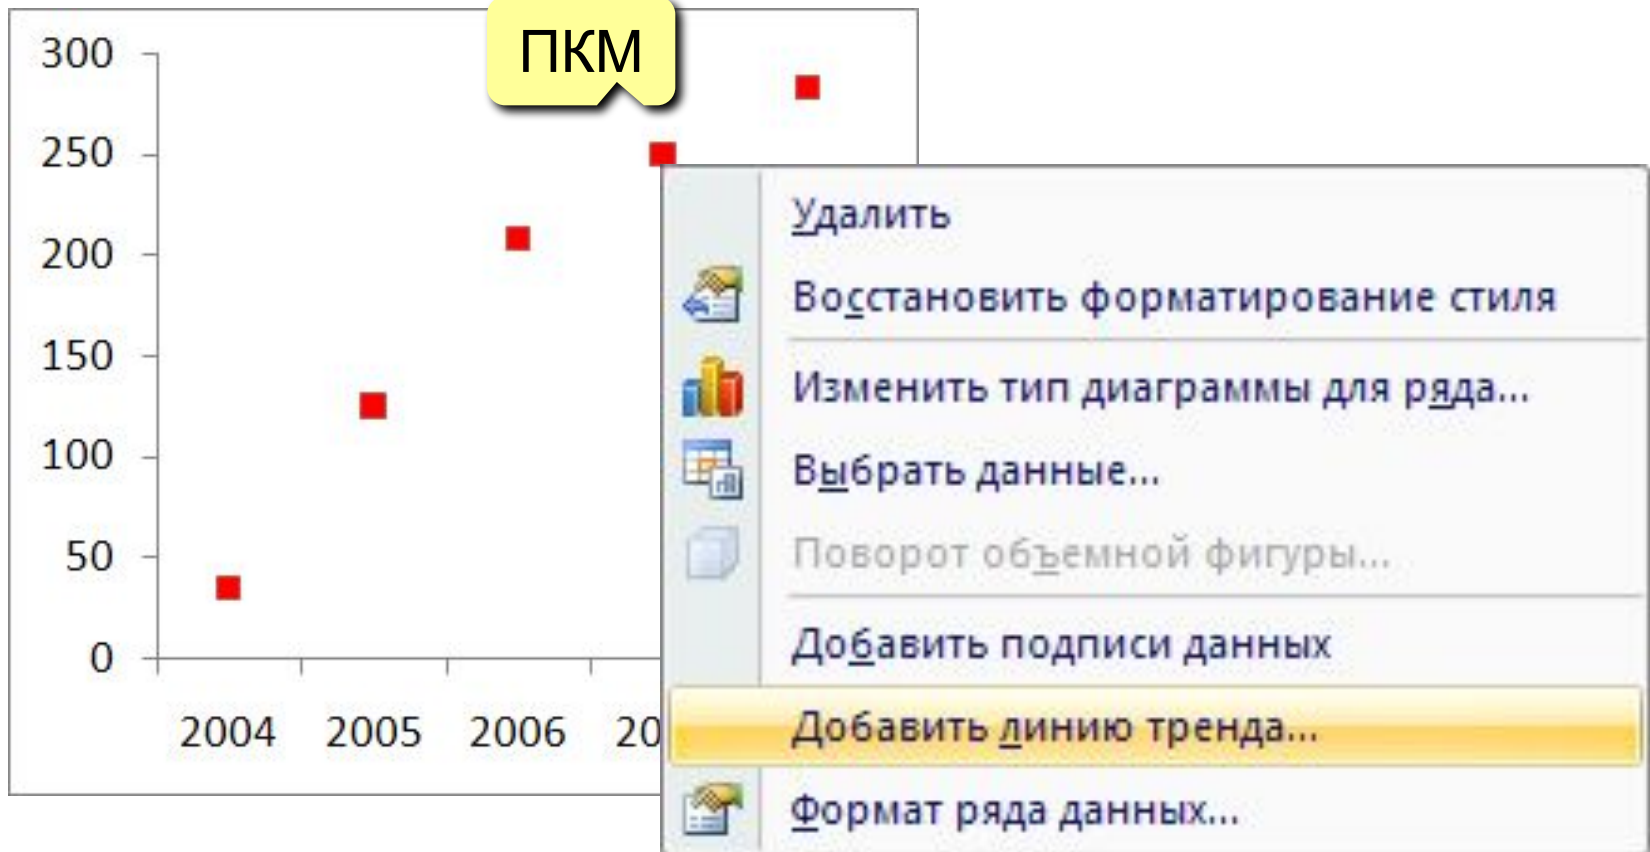 ПКМ
300
250
200
150
100
50
0
2004 2005 2006 20
Удалить
Восстановить форматирование стиля
Изменить тип диаграммы для ряда...
Выбрать данные...
Поворот объемной фигуры...
Добавить подписи данных
Добавить линию тренда...
Формат ряда данных...